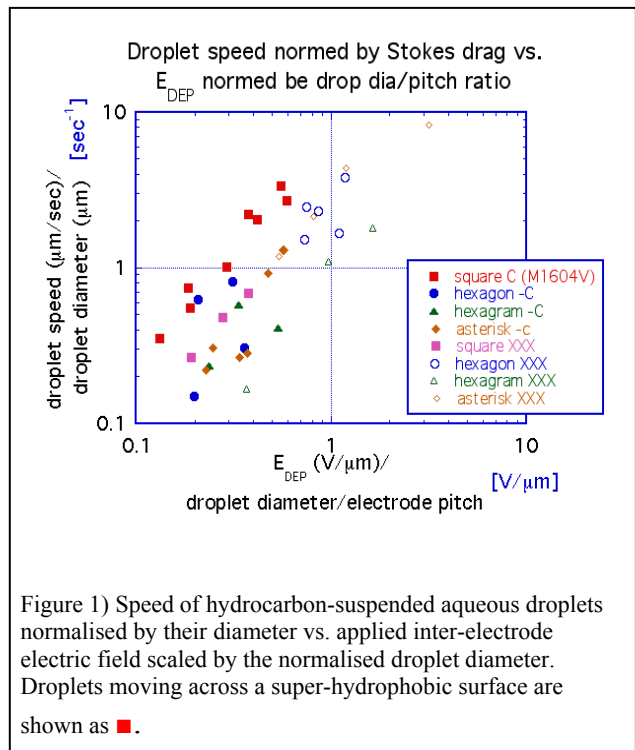 Droplet speed normed by Stokes drag vs.
E_DEP normed be drop dia/pitch ratio
10
1
0.1
droplet speed (μm/sec)/
droplet diameter (μm)
[sec⁻¹]
square C (M1604V)
hexagon -C
hexagram -C
asterisk -c
square XXX
hexagon XXX
hexagram XXX
asterisk XXX
0.1
1
10
E_DEP (V/μm)/
droplet diameter/electrode pitch
[V/μm]
Figure 1) Speed of hydrocarbon-suspended aqueous droplets
normalised by their diameter vs. applied inter-electrode
electric field scaled by the normalised droplet diameter.
Droplets moving across a super-hydrophobic surface are
shown as ■.